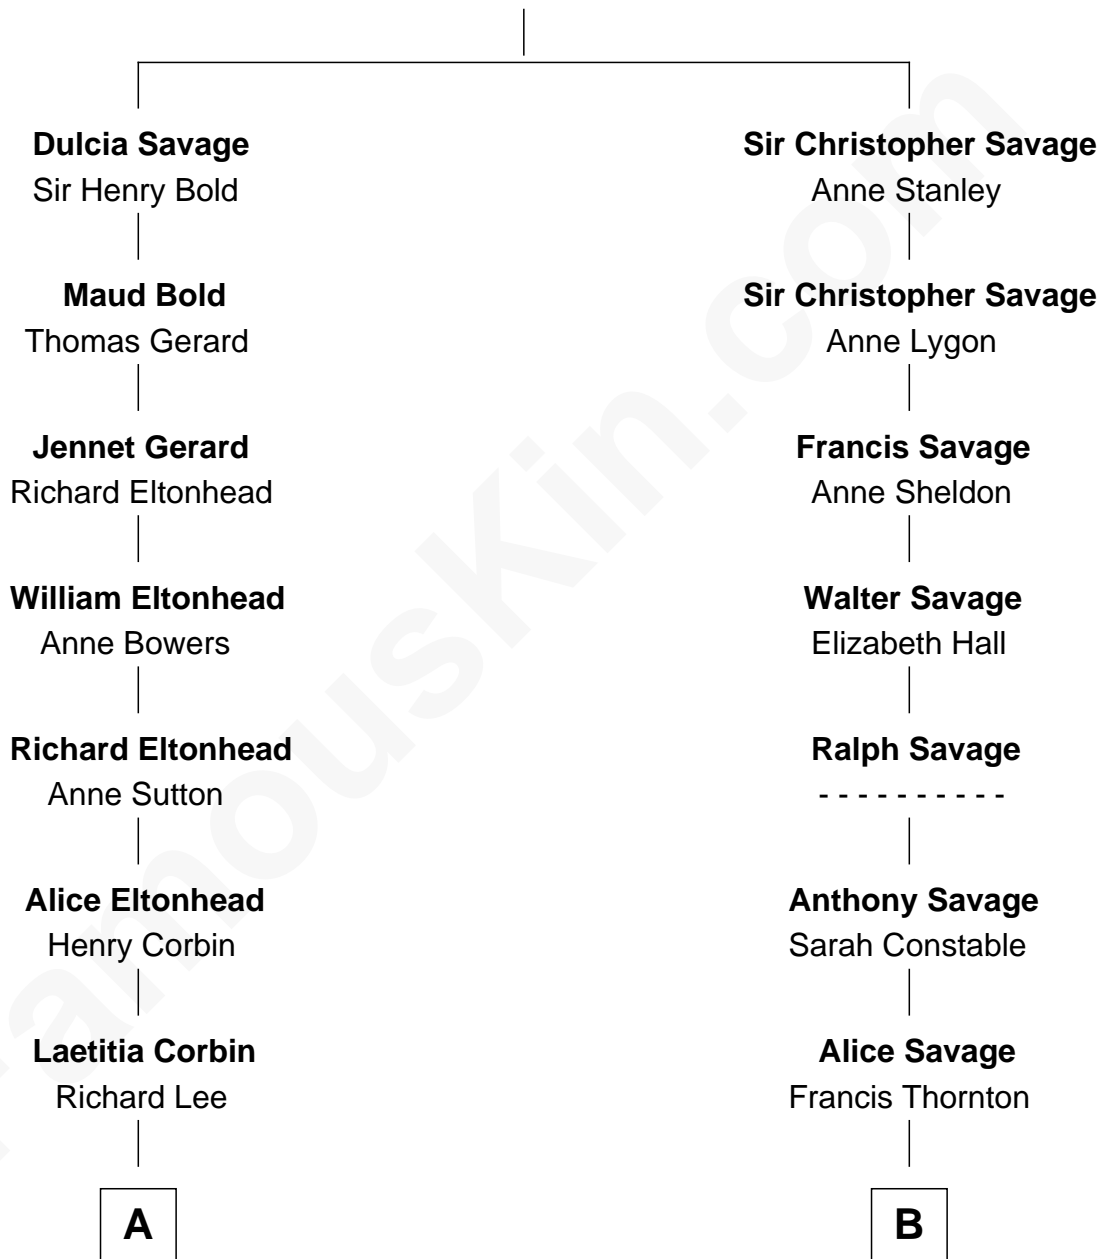 Dulcia Savage
Sir Henry Bold
Maud Bold
Thomas Gerard
Jennet Gerard
Richard Eltonhead
William Eltonhead
Anne Bowers
Richard Eltonhead
Anne Sutton
Alice Eltonhead
Henry Corbin
Laetitia Corbin
Richard Lee
A
Sir Christopher Savage
Anne Stanley
Sir Christopher Savage
Anne Lygon
Francis Savage
Anne Sheldon
Walter Savage
Elizabeth Hall
Ralph Savage
- - - - - - - - - -
Anthony Savage
Sarah Constable
Alice Savage
Francis Thornton
B
FamousKin.com